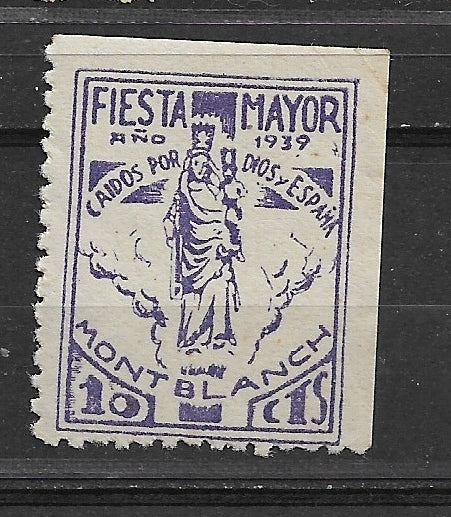 FIESTA MAYOR
AÑO 1939
CAIDOS POR DIOS Y ESPAÑA
MONTBLANCH
10 CTS